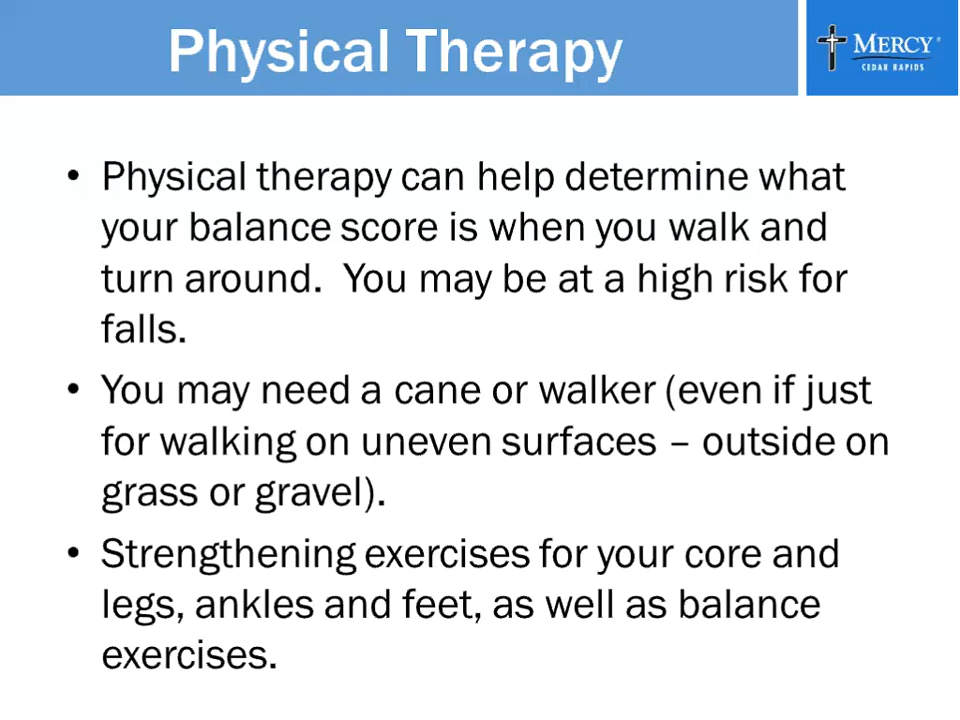 Physical Therapy
MERCY®
CEDAR RAPIDS
• Physical therapy can help determine what
your balance score is when you walk and
turn around.  You may be at a high risk for
falls.
• You may need a cane or walker (even if just
for walking on uneven surfaces – outside on
grass or gravel).
• Strengthening exercises for your core and
legs, ankles and feet, as well as balance
exercises.